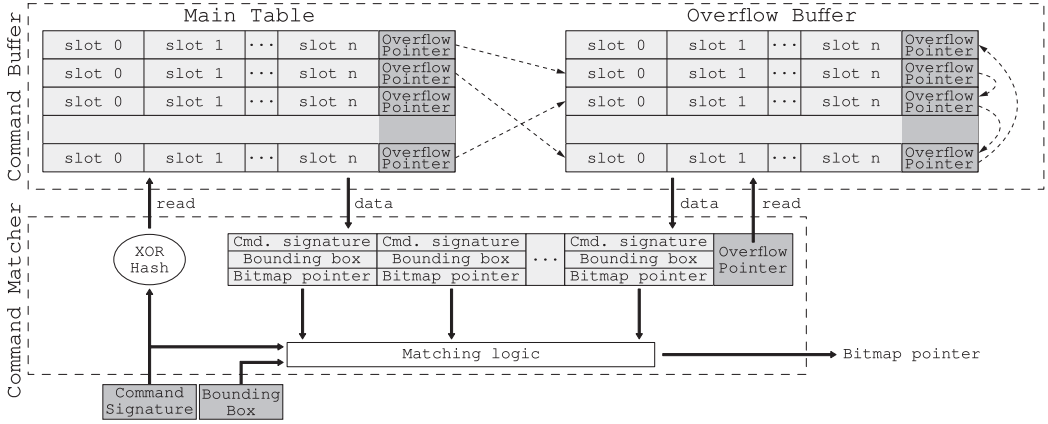 Main Table
Overflow Buffer
Command Buffer
slot 0 slot 1 ··· slot n Overflow Pointer
slot 0 slot 1 ··· slot n Overflow Pointer
slot 0 slot 1 ··· slot n Overflow Pointer
slot 0 slot 1 ··· slot n Overflow Pointer
slot 0 slot 1 ··· slot n Overflow Pointer
slot 0 slot 1 ··· slot n Overflow Pointer
slot 0 slot 1 ··· slot n Overflow Pointer
slot 0 slot 1 ··· slot n Overflow Pointer
read
data
data
read
Command Matcher
XOR
Hash
Cmd. signature Cmd. signature Cmd. signature
Bounding box Bounding box ··· Bounding box
Bitmap pointer Bitmap pointer Bitmap pointer
Overflow
Pointer
Matching logic
Bitmap pointer
Command
Signature
Bounding
Box